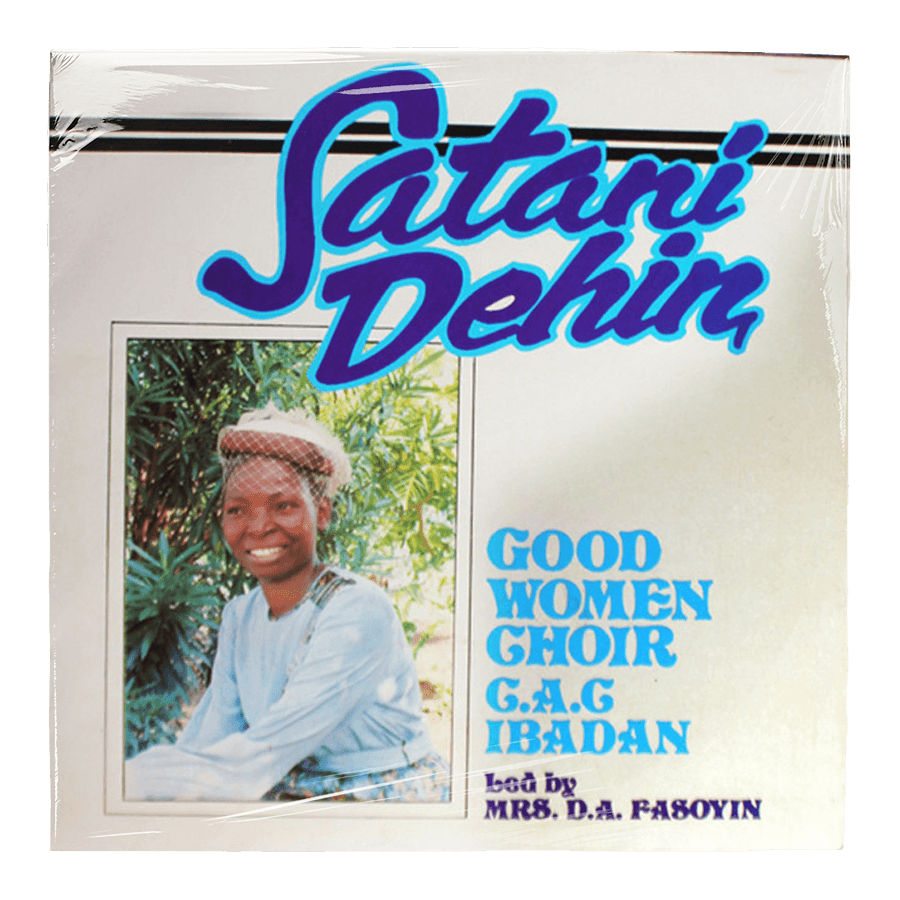 Satani
Dehin,
GOOD
WOMEN
CHOIR
C.A.C
IBADAN
Led by
MRS. D.A. FASOYIN